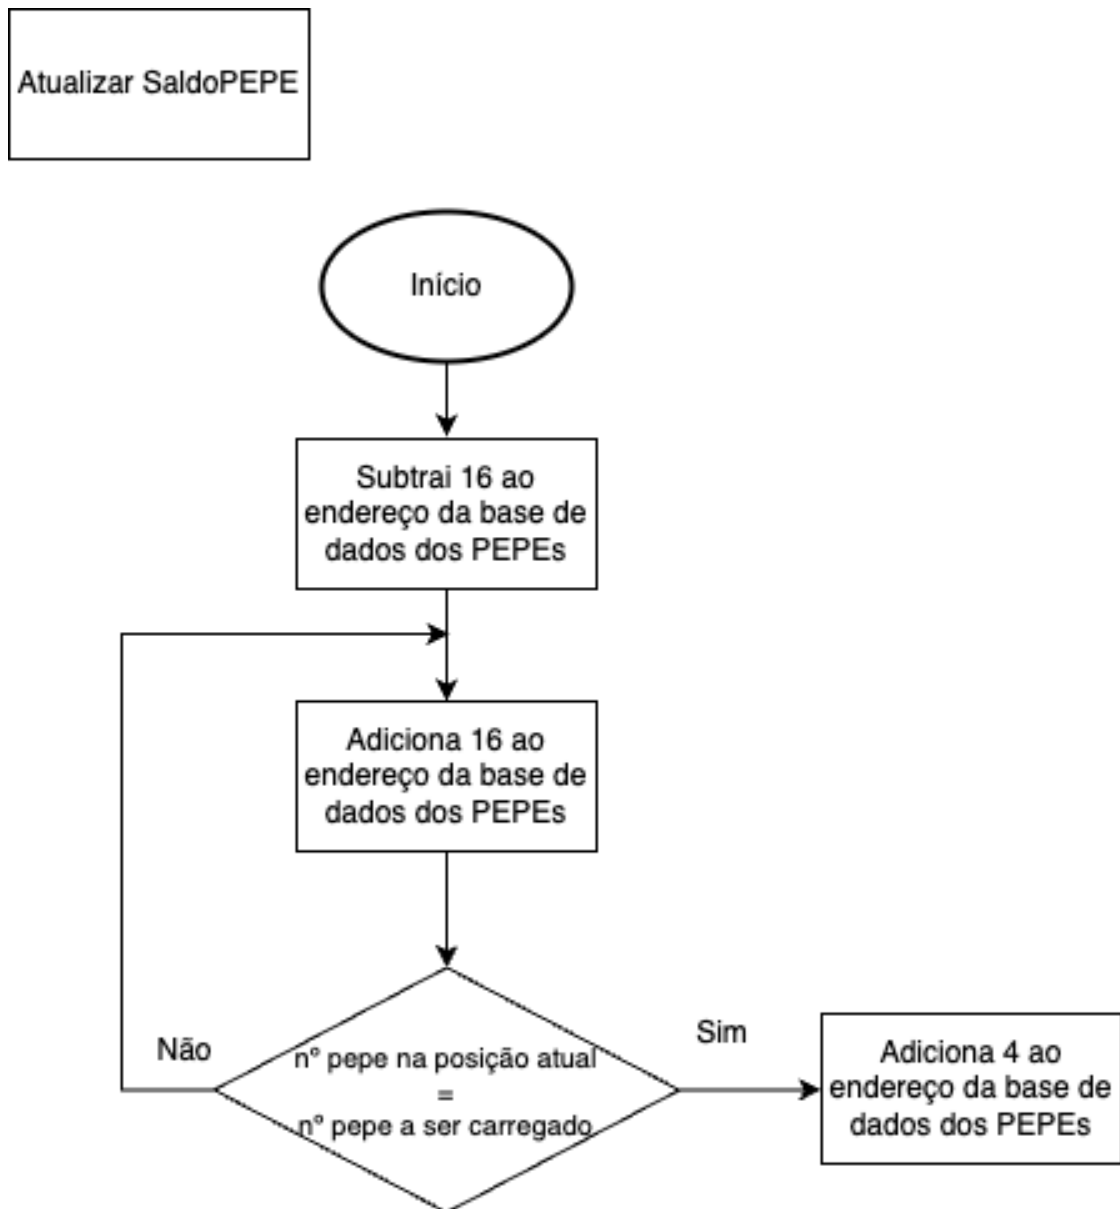 Atualizar SaldoPEPE
Início
Subtrai 16 ao
endereço da base de
dados dos PEPEs
Adiciona 16 ao
endereço da base de
dados dos PEPEs
Não
nº pepe na posição atual
=
nº pepe a ser carregado
Sim
Adiciona 4 ao
endereço da base de
dados dos PEPEs